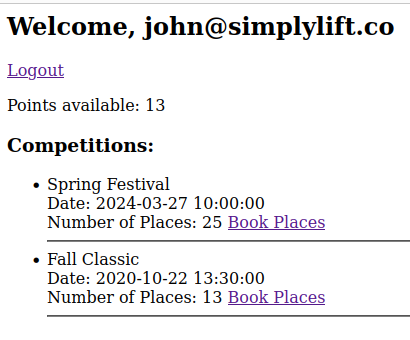 Welcome, john@simplylift.co
Logout
Points available: 13
Competitions:
Spring Festival
Date: 2024-03-27 10:00:00
Number of Places: 25 Book Places
Fall Classic
Date: 2020-10-22 13:30:00
Number of Places: 13 Book Places